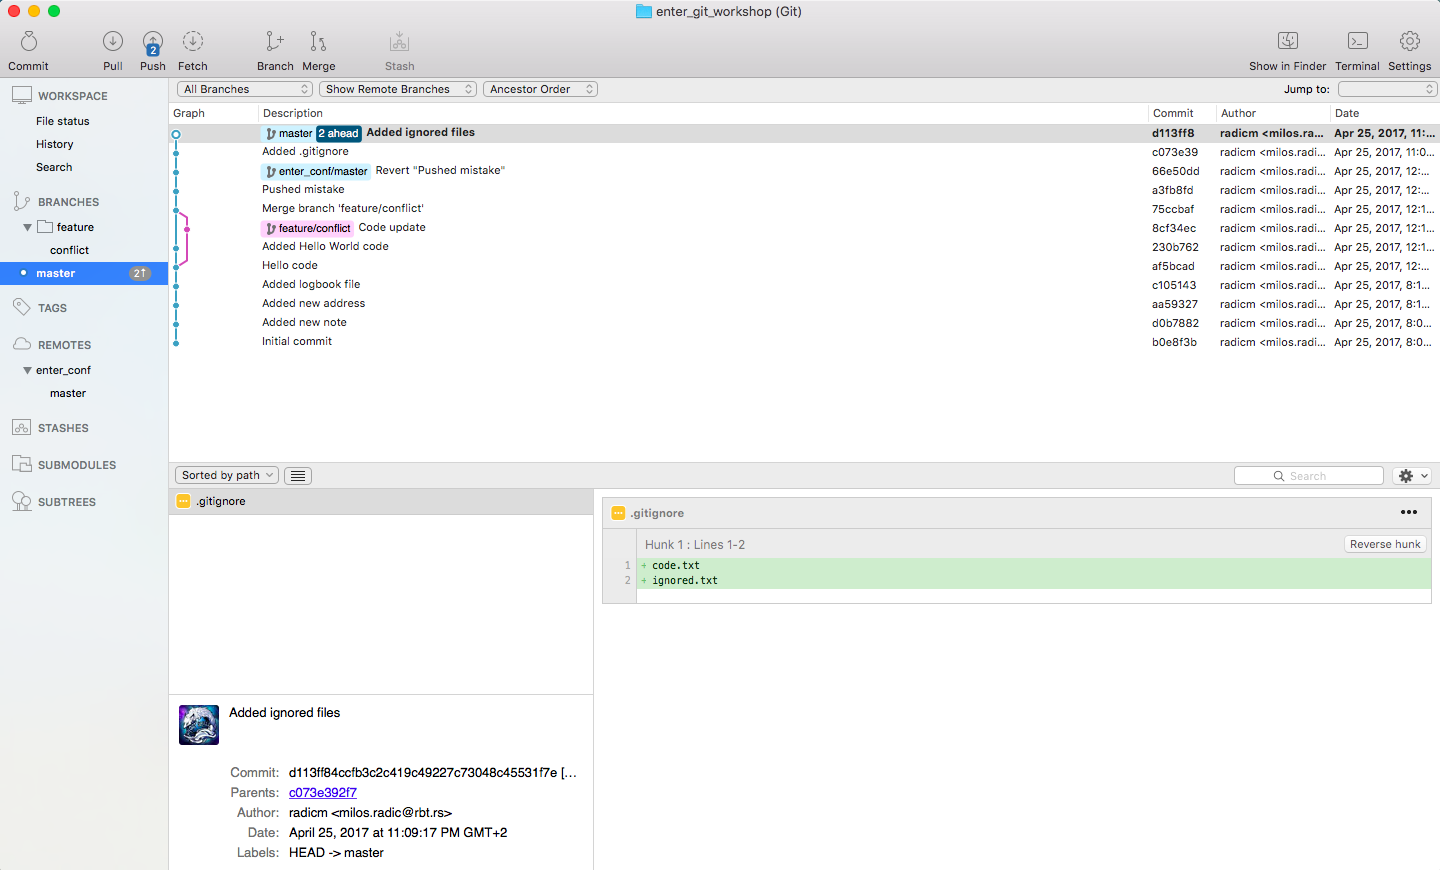 enter_git_workshop (Git)
Commit Pull Push 2 Fetch Branch Merge Stash Show in Finder Terminal Settings
All Branches Show Remote Branches Ancestor Order Jump to:
WORKSPACE
File status
History
Search
BRANCHES
feature
conflict
master 2↑
TAGS
REMOTES
enter_conf
master
STASHES
SUBMODULES
SUBTREES
Graph Description Commit Author Date
master 2 ahead Added ignored files d113ff8 radicm <milos.ra... Apr 25, 2017, 11:...
Added .gitignore c073e39 radicm <milos.radi... Apr 25, 2017, 11:0...
enter_conf/master Revert "Pushed mistake" 66e50dd radicm <milos.radi... Apr 25, 2017, 12:...
Pushed mistake a3fb8fd radicm <milos.radi... Apr 25, 2017, 12:...
Merge branch 'feature/conflict' 75ccbaf radicm <milos.radi... Apr 25, 2017, 12:1...
feature/conflict Code update 8cf34ec radicm <milos.radi... Apr 25, 2017, 12:1...
Added Hello World code 230b762 radicm <milos.radi... Apr 25, 2017, 12:1...
Hello code af5bcad radicm <milos.radi... Apr 25, 2017, 12:...
Added logbook file c105143 radicm <milos.radi... Apr 25, 2017, 8:1...
Added new address aa59327 radicm <milos.radi... Apr 25, 2017, 8:1...
Added new note d0b7882 radicm <milos.radi... Apr 25, 2017, 8:0...
Initial commit b0e8f3b radicm <milos.radi... Apr 25, 2017, 8:0...
Sorted by path Search
.gitignore
.gitignore
Hunk 1 : Lines 1-2 Reverse hunk
1 + code.txt
2 + ignored.txt
Added ignored files
Commit: d113ff84ccfb3c2c419c49227c73048c45531f7e [...
Parents: c073e392f7
Author: radicm <milos.radic@rbt.rs>
Date: April 25, 2017 at 11:09:17 PM GMT+2
Labels: HEAD -> master